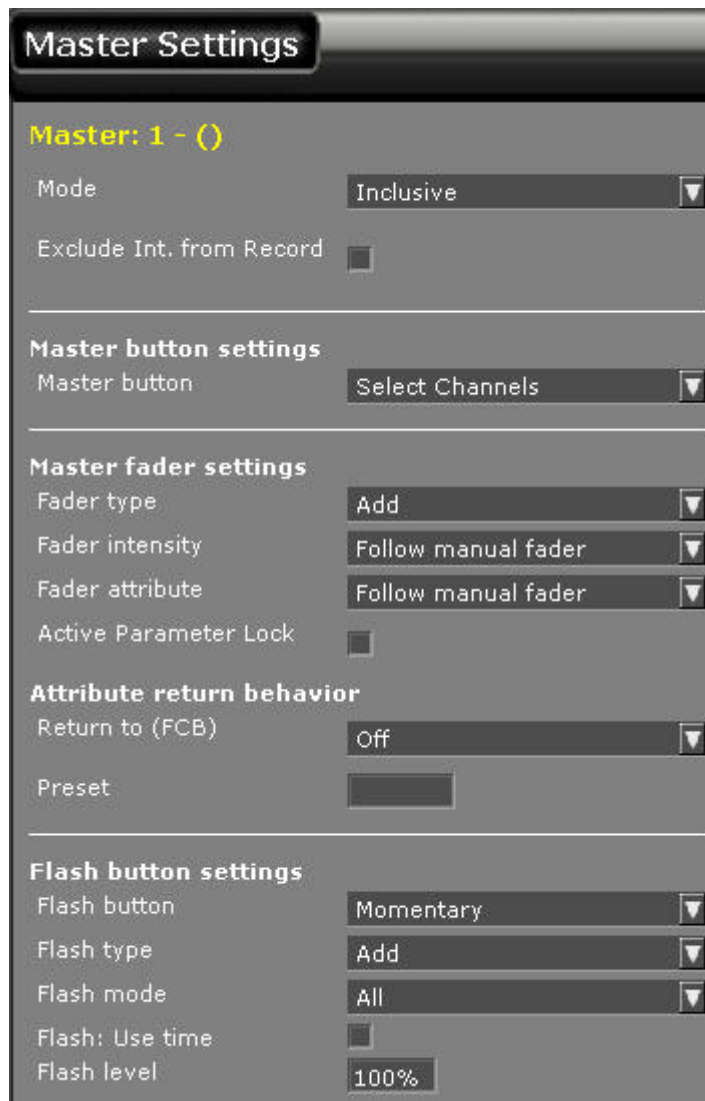 Master Settings
Master: 1 - ()
Mode Inclusive
Exclude Int. from Record
Master button settings
Master button Select Channels
Master fader settings
Fader type Add
Fader intensity Follow manual fader
Fader attribute Follow manual fader
Active Parameter Lock
Attribute return behavior
Return to (FCB) Off
Preset
Flash button settings
Flash button Momentary
Flash type Add
Flash mode All
Flash: Use time
Flash level 100%